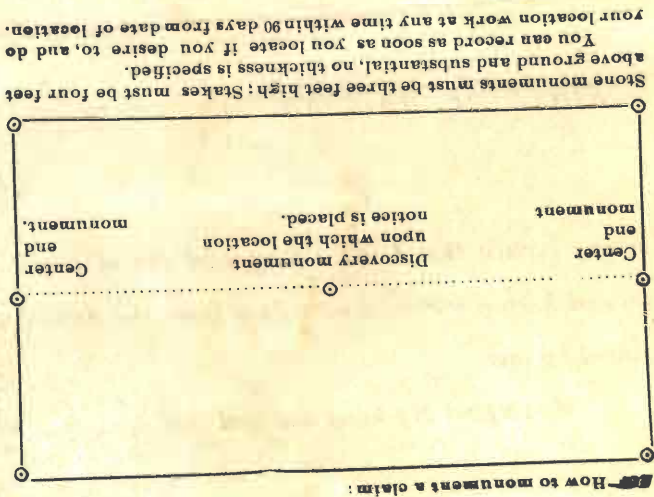 How to monument a claim:
Center
end
monument
Discovery monument
upon which the location
notice is placed.
Center
end
monument.
Stone monuments must be three feet high; Stakes must be four feet
above ground and substantial, no thickness is specified.
You can record as soon as you locate if you desire to, and do
your location work at any time within 90 days from date of location.